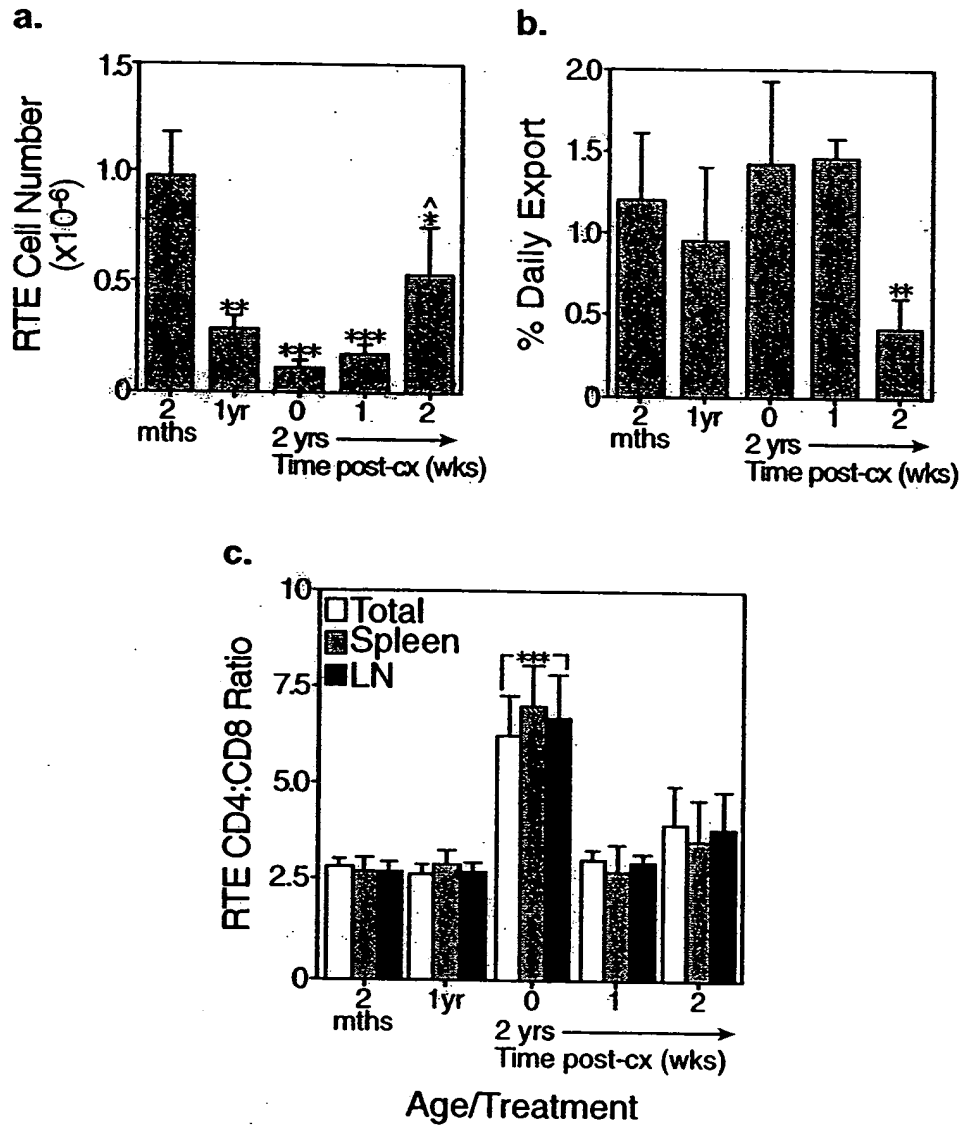 a.
RTE Cell Number
(x10-6)
1.5
1.0
0.5
0
**
***
***
^
*
2
mths
1yr
0
1
2
2 yrs
Time post-cx (wks)
b.
% Daily Export
2.0
1.5
1.0
0.5
0
**
2
mths
1yr
0
1
2
2 yrs
Time post-cx (wks)
c.
RTE CD4:CD8 Ratio
10
7.5
5.0
2.5
0
Total
Spleen
LN
***
2
mths
1yr
0
1
2
2 yrs
Time post-cx (wks)
Age/Treatment